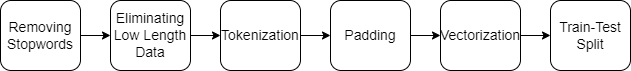 Removing
Stopwords
Eliminating
Low Length
Data
Tokenization
Padding
Vectorization
Train-Test
Split